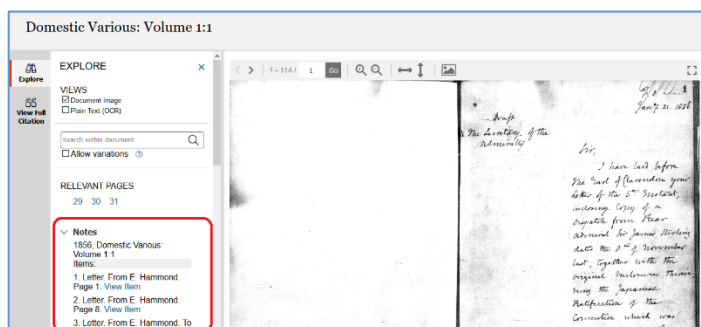 Domestic Various: Volume 1:1
Explore
View Full
Citation
EXPLORE
×
VIEWS
Document Image
Plain Text (OCR)
Search within document
Allow variations
RELEVANT PAGES
29 30 31
Notes
1856, Domestic Various:
Volume 1:1
Items:
1. Letter. From E. Hammond.
Page 1. View Item
2. Letter. From E. Hammond.
Page 8. View Item
3. Letter. From E. Hammond. To
1 - 114 / 1 Go
1
21. 1856
Draft
The Secretary of the
Admiralty
Sir,
I have laid before
The Earl of Clarendon your
letter of the 5th Instant,
inclosing Copy of a
Dispatch from Rear
Admiral Sir James Stirling
dated the of November
last, together with the
original Inclosures therein
being the Japanese
Ratification of the
Convention which was